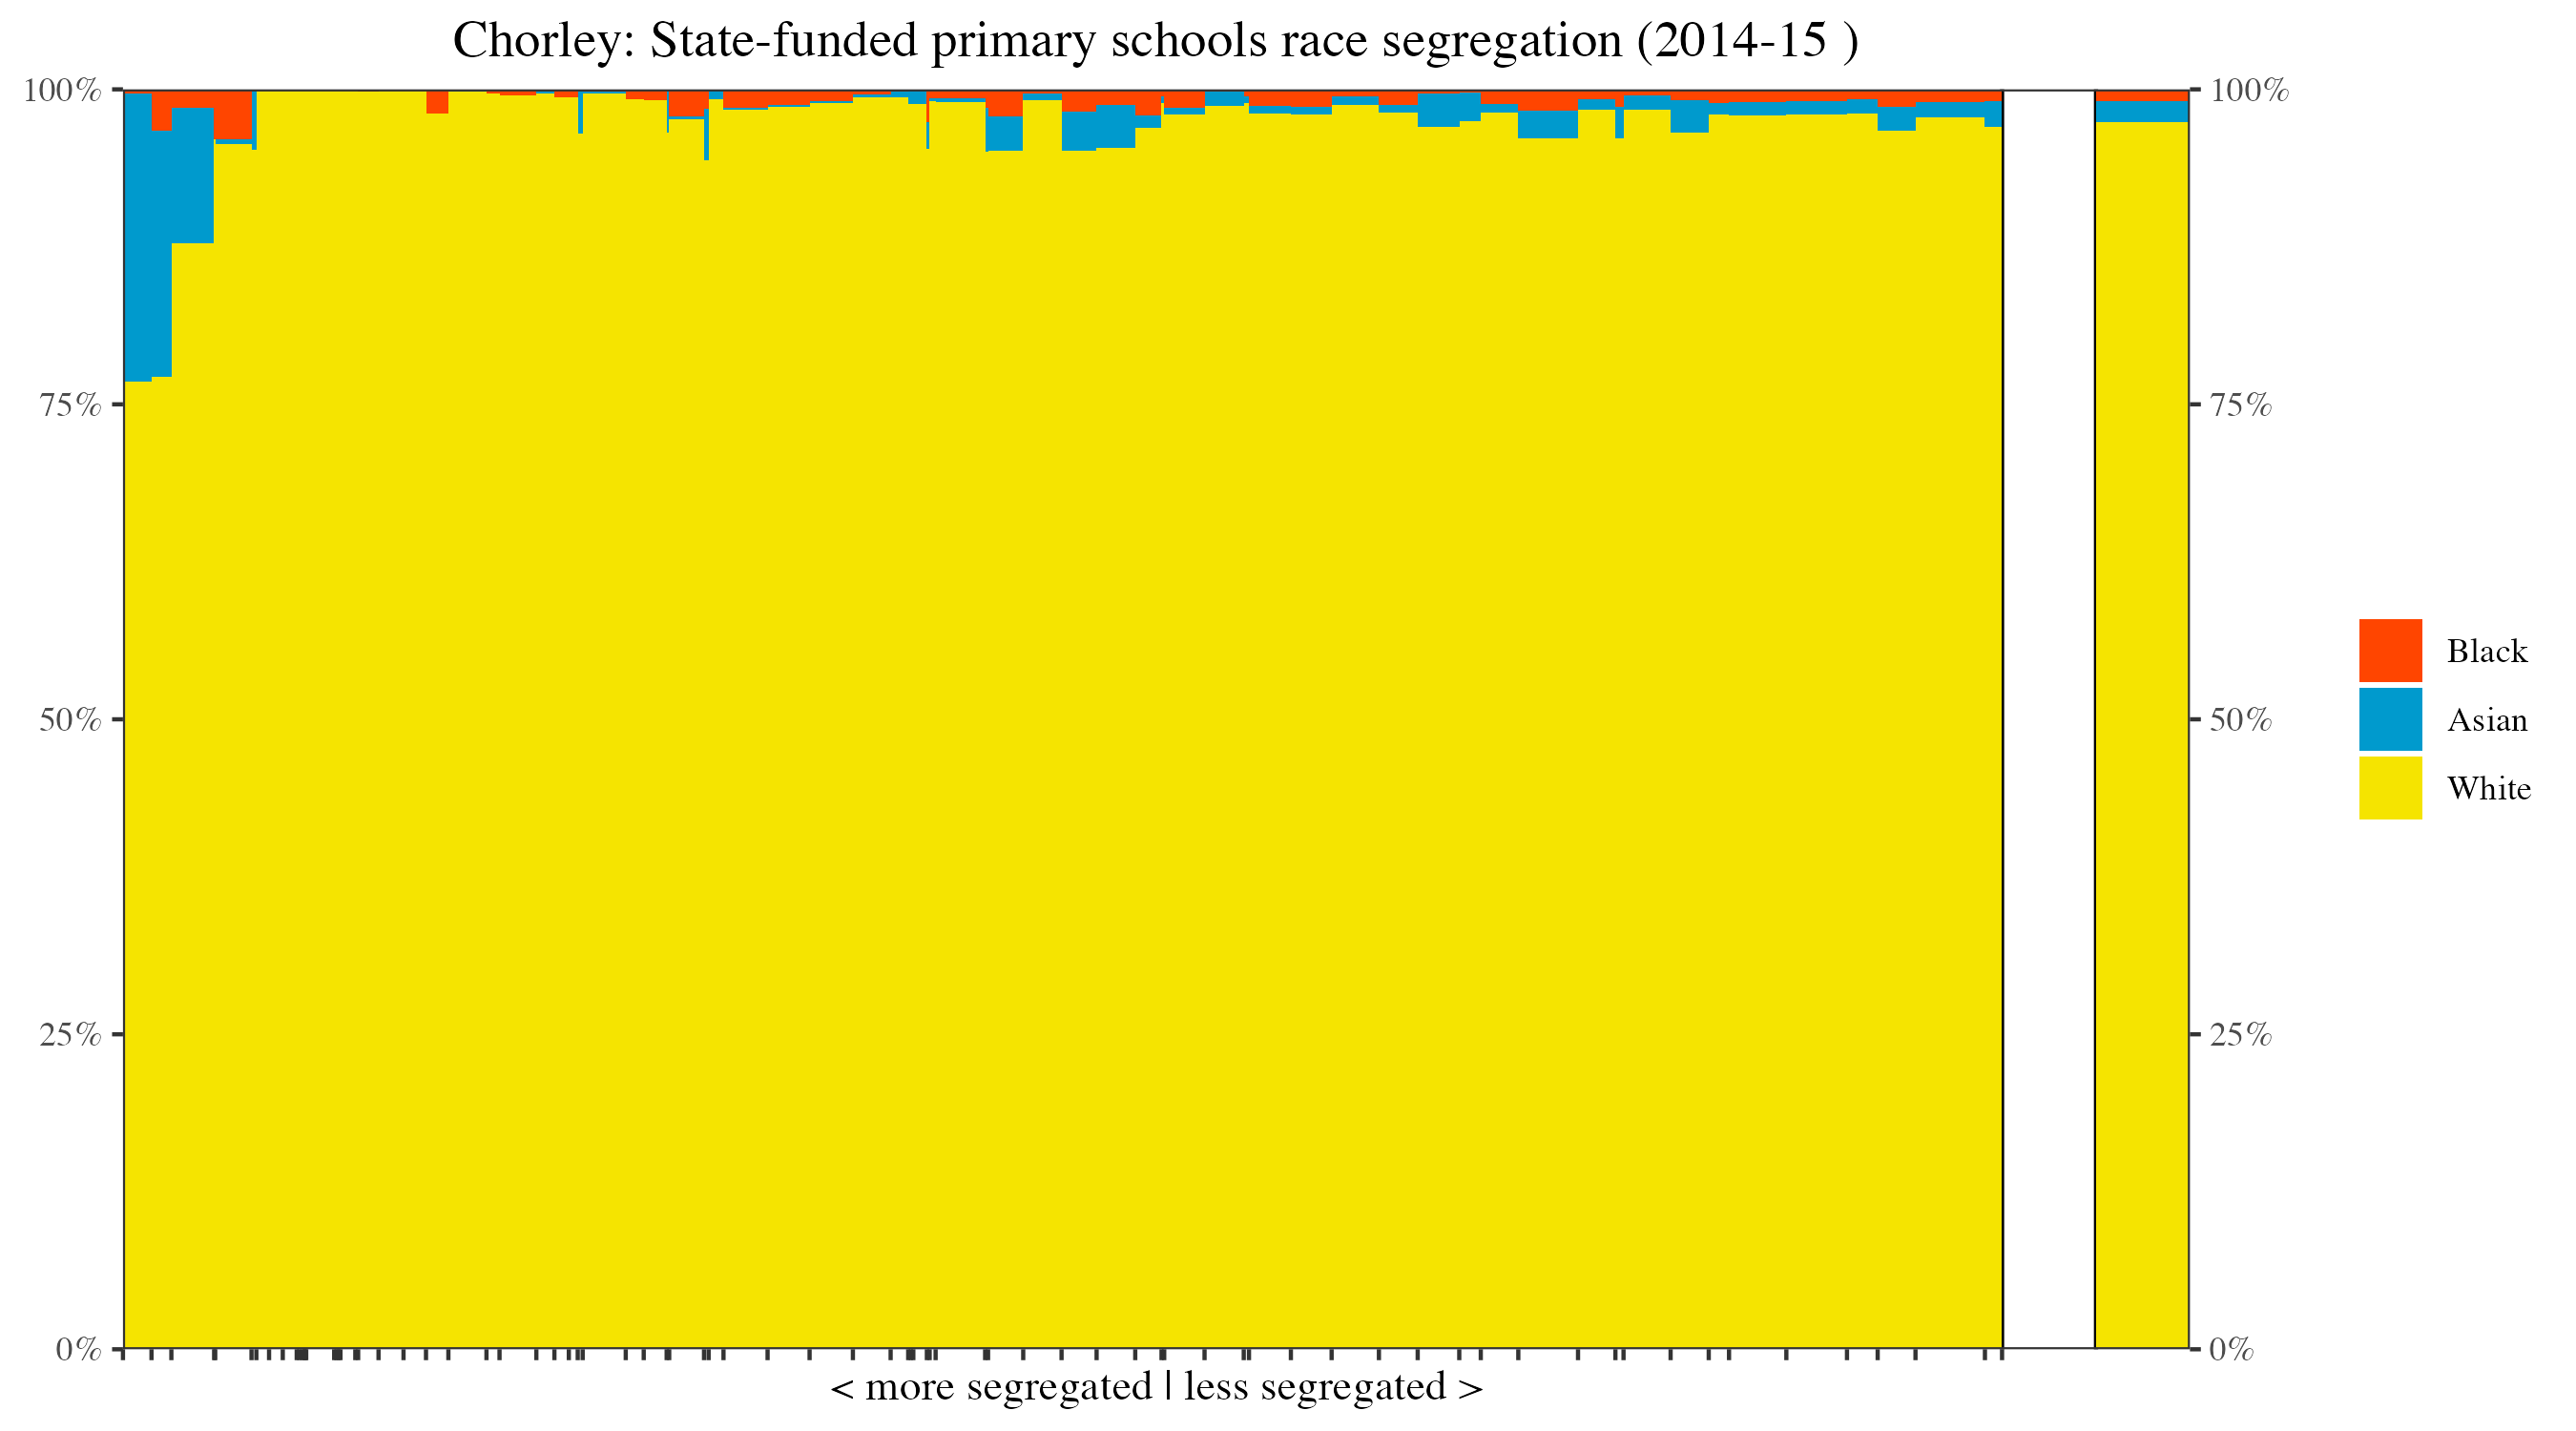 Chorley: State-funded primary schools race segregation (2014-15 )
100%
75%
50%
25%
0%
100%
75%
50%
25%
0%
Black
Asian
White
< more segregated | less segregated >